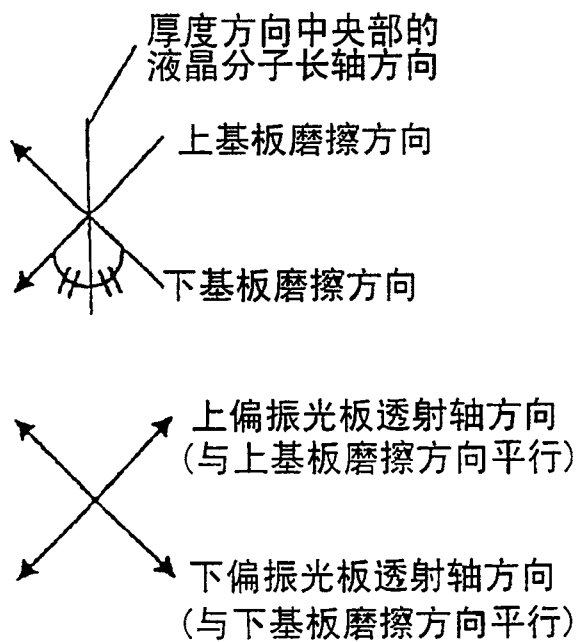 厚度方向中央部的
液晶分子长轴方向
上基板磨擦方向
下基板磨擦方向
上偏振光板透射轴方向
(与上基板磨擦方向平行)
下偏振光板透射轴方向
(与下基板磨擦方向平行)